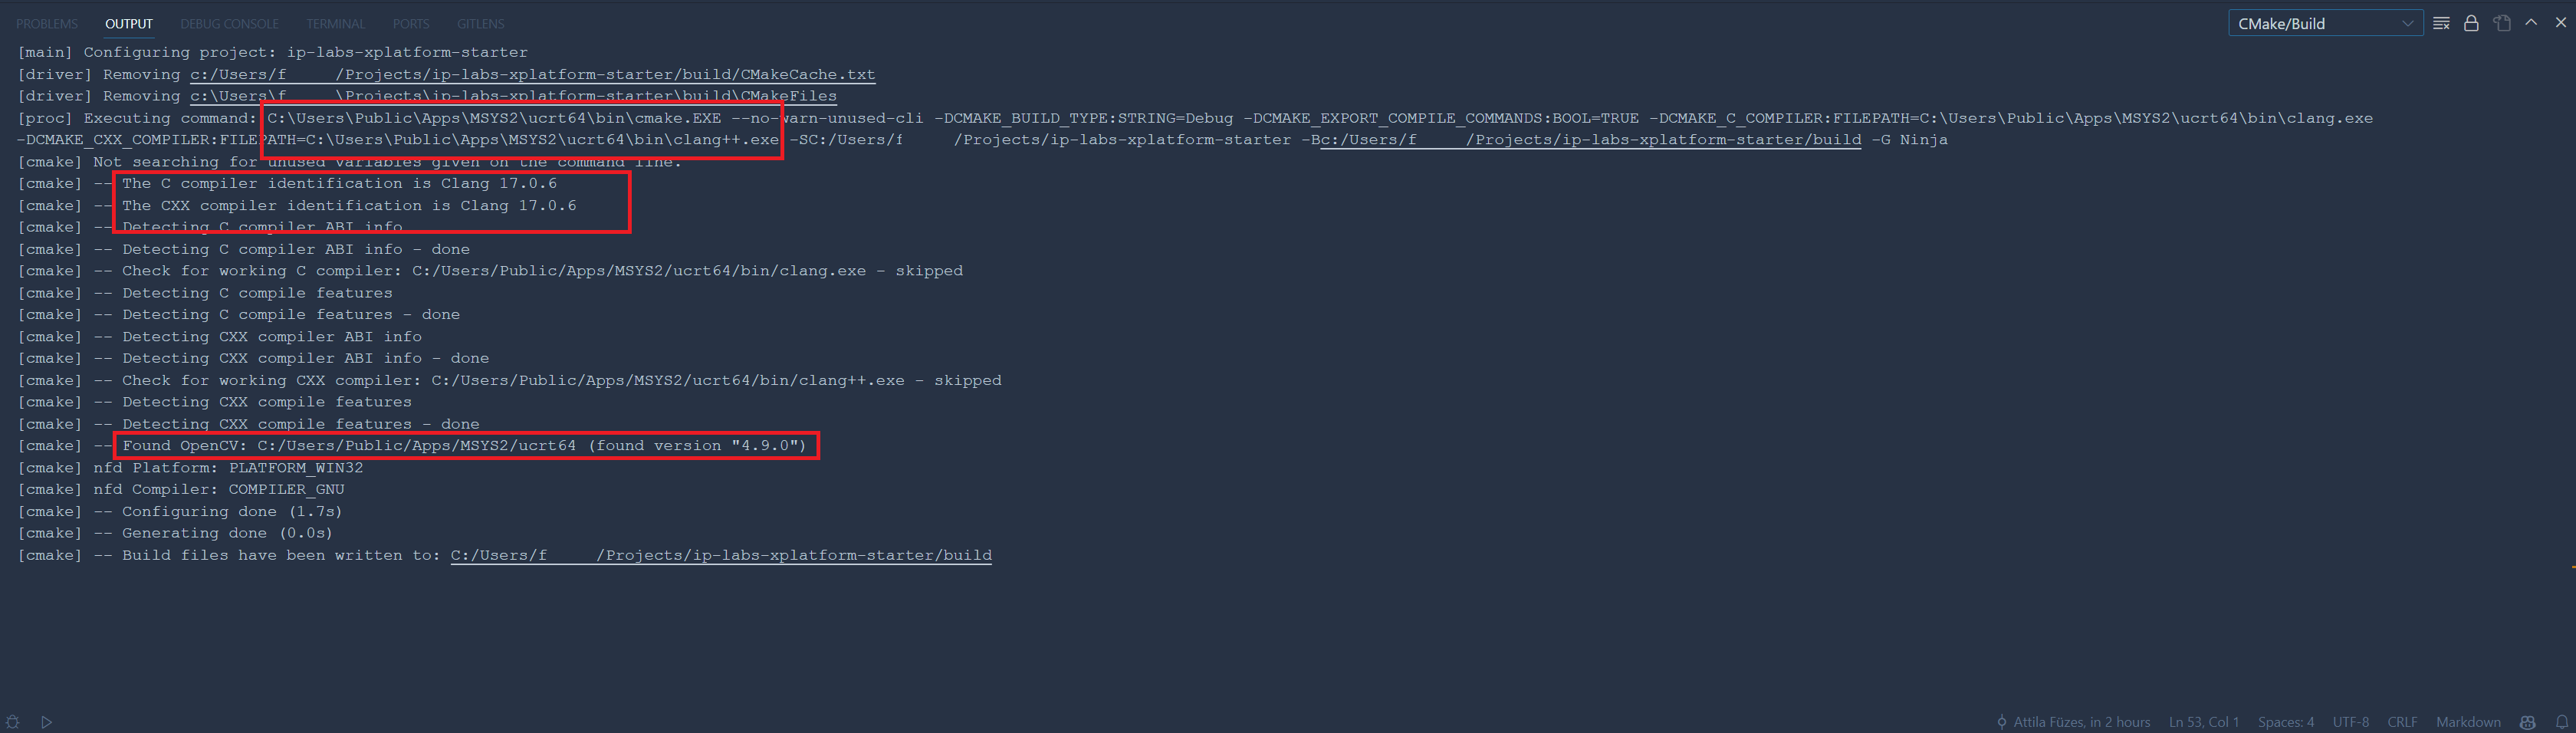 PROBLEMS OUTPUT DEBUG CONSOLE TERMINAL PORTS GITLENS CMake/Build
[main] Configuring project: ip-labs-xplatform-starter
[driver] Removing c:/Users/f /Projects/ip-labs-xplatform-starter/build/CMakeCache.txt
[driver] Removing c:\Users\f \Projects\ip-labs-xplatform-starter\build\CMakeFiles
[proc] Executing command: C:\Users\Public\Apps\MSYS2\ucrt64\bin\cmake.EXE --no-warn-unused-cli -DCMAKE_BUILD_TYPE:STRING=Debug -DCMAKE_EXPORT_COMPILE_COMMANDS:BOOL=TRUE -DCMAKE_C_COMPILER:FILEPATH=C:\Users\Public\Apps\MSYS2\ucrt64\bin\clang.exe
-DCMAKE_CXX_COMPILER:FILEPATH=C:\Users\Public\Apps\MSYS2\ucrt64\bin\clang++.exe -SC:/Users/f /Projects/ip-labs-xplatform-starter -Bc:/Users/f /Projects/ip-labs-xplatform-starter/build -G Ninja
[cmake] Not searching for unused variables given on the command line.
[cmake] -- The C compiler identification is Clang 17.0.6
[cmake] -- The CXX compiler identification is Clang 17.0.6
[cmake] -- Detecting C compiler ABI info
[cmake] -- Detecting C compiler ABI info - done
[cmake] -- Check for working C compiler: C:/Users/Public/Apps/MSYS2/ucrt64/bin/clang.exe - skipped
[cmake] -- Detecting C compile features
[cmake] -- Detecting C compile features - done
[cmake] -- Detecting CXX compiler ABI info
[cmake] -- Detecting CXX compiler ABI info - done
[cmake] -- Check for working CXX compiler: C:/Users/Public/Apps/MSYS2/ucrt64/bin/clang++.exe - skipped
[cmake] -- Detecting CXX compile features
[cmake] -- Detecting CXX compile features - done
[cmake] -- Found OpenCV: C:/Users/Public/Apps/MSYS2/ucrt64 (found version "4.9.0")
[cmake] nfd Platform: PLATFORM_WIN32
[cmake] nfd Compiler: COMPILER_GNU
[cmake] -- Configuring done (1.7s)
[cmake] -- Generating done (0.0s)
[cmake] -- Build files have been written to: C:/Users/f /Projects/ip-labs-xplatform-starter/build
Attila Füzes, in 2 hours Ln 53, Col 1 Spaces: 4 UTF-8 CRLF Markdown